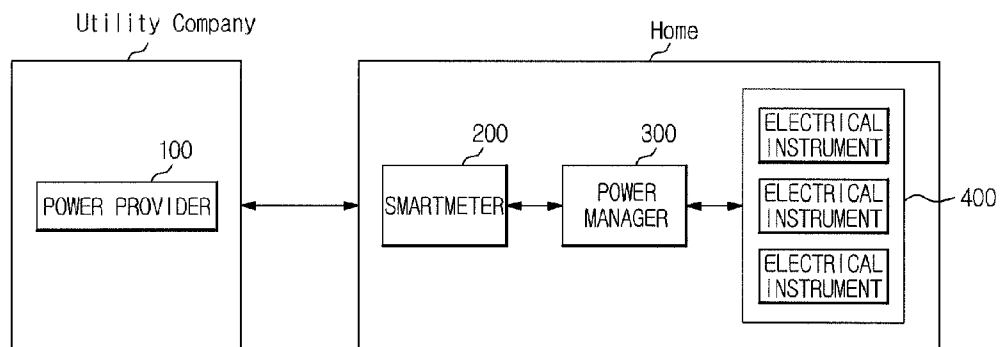 Utility Company
Home
100
POWER PROVIDER
200
SMARTMETER
300
POWER
MANAGER
ELECTRICAL
INSTRUMENT
ELECTRICAL
INSTRUMENT
ELECTRICAL
INSTRUMENT
400